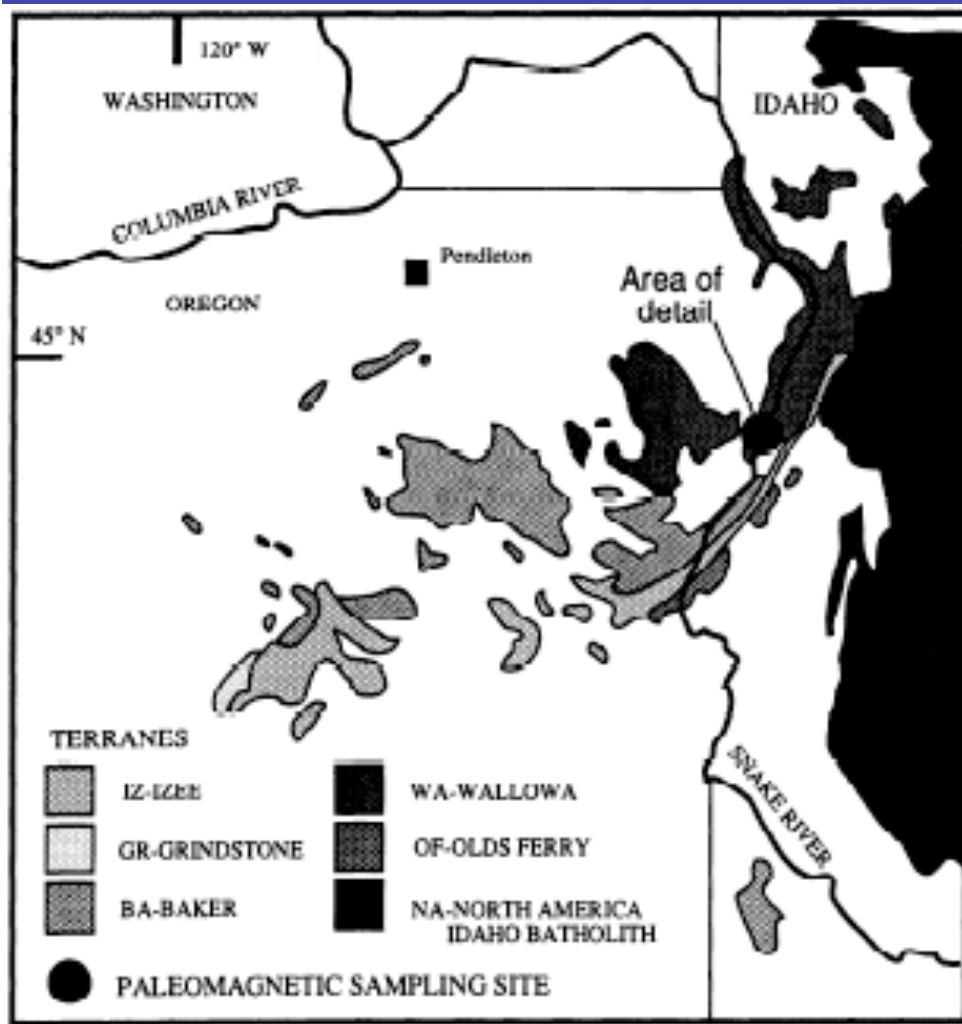 120° W
WASHINGTON
IDAHO
COLUMBIA RIVER
Pendleton
Area of
detail
OREGON
45° N
TERRANES
IZ-IZEE
WA-WALLOWA
GR-GRINDSTONE
OF-OLDS FERRY
BA-BAKER
NA-NORTH AMERICA
IDAHO BATHOLITH
SNAKE RIVER
PALEOMAGNETIC SAMPLING SITE